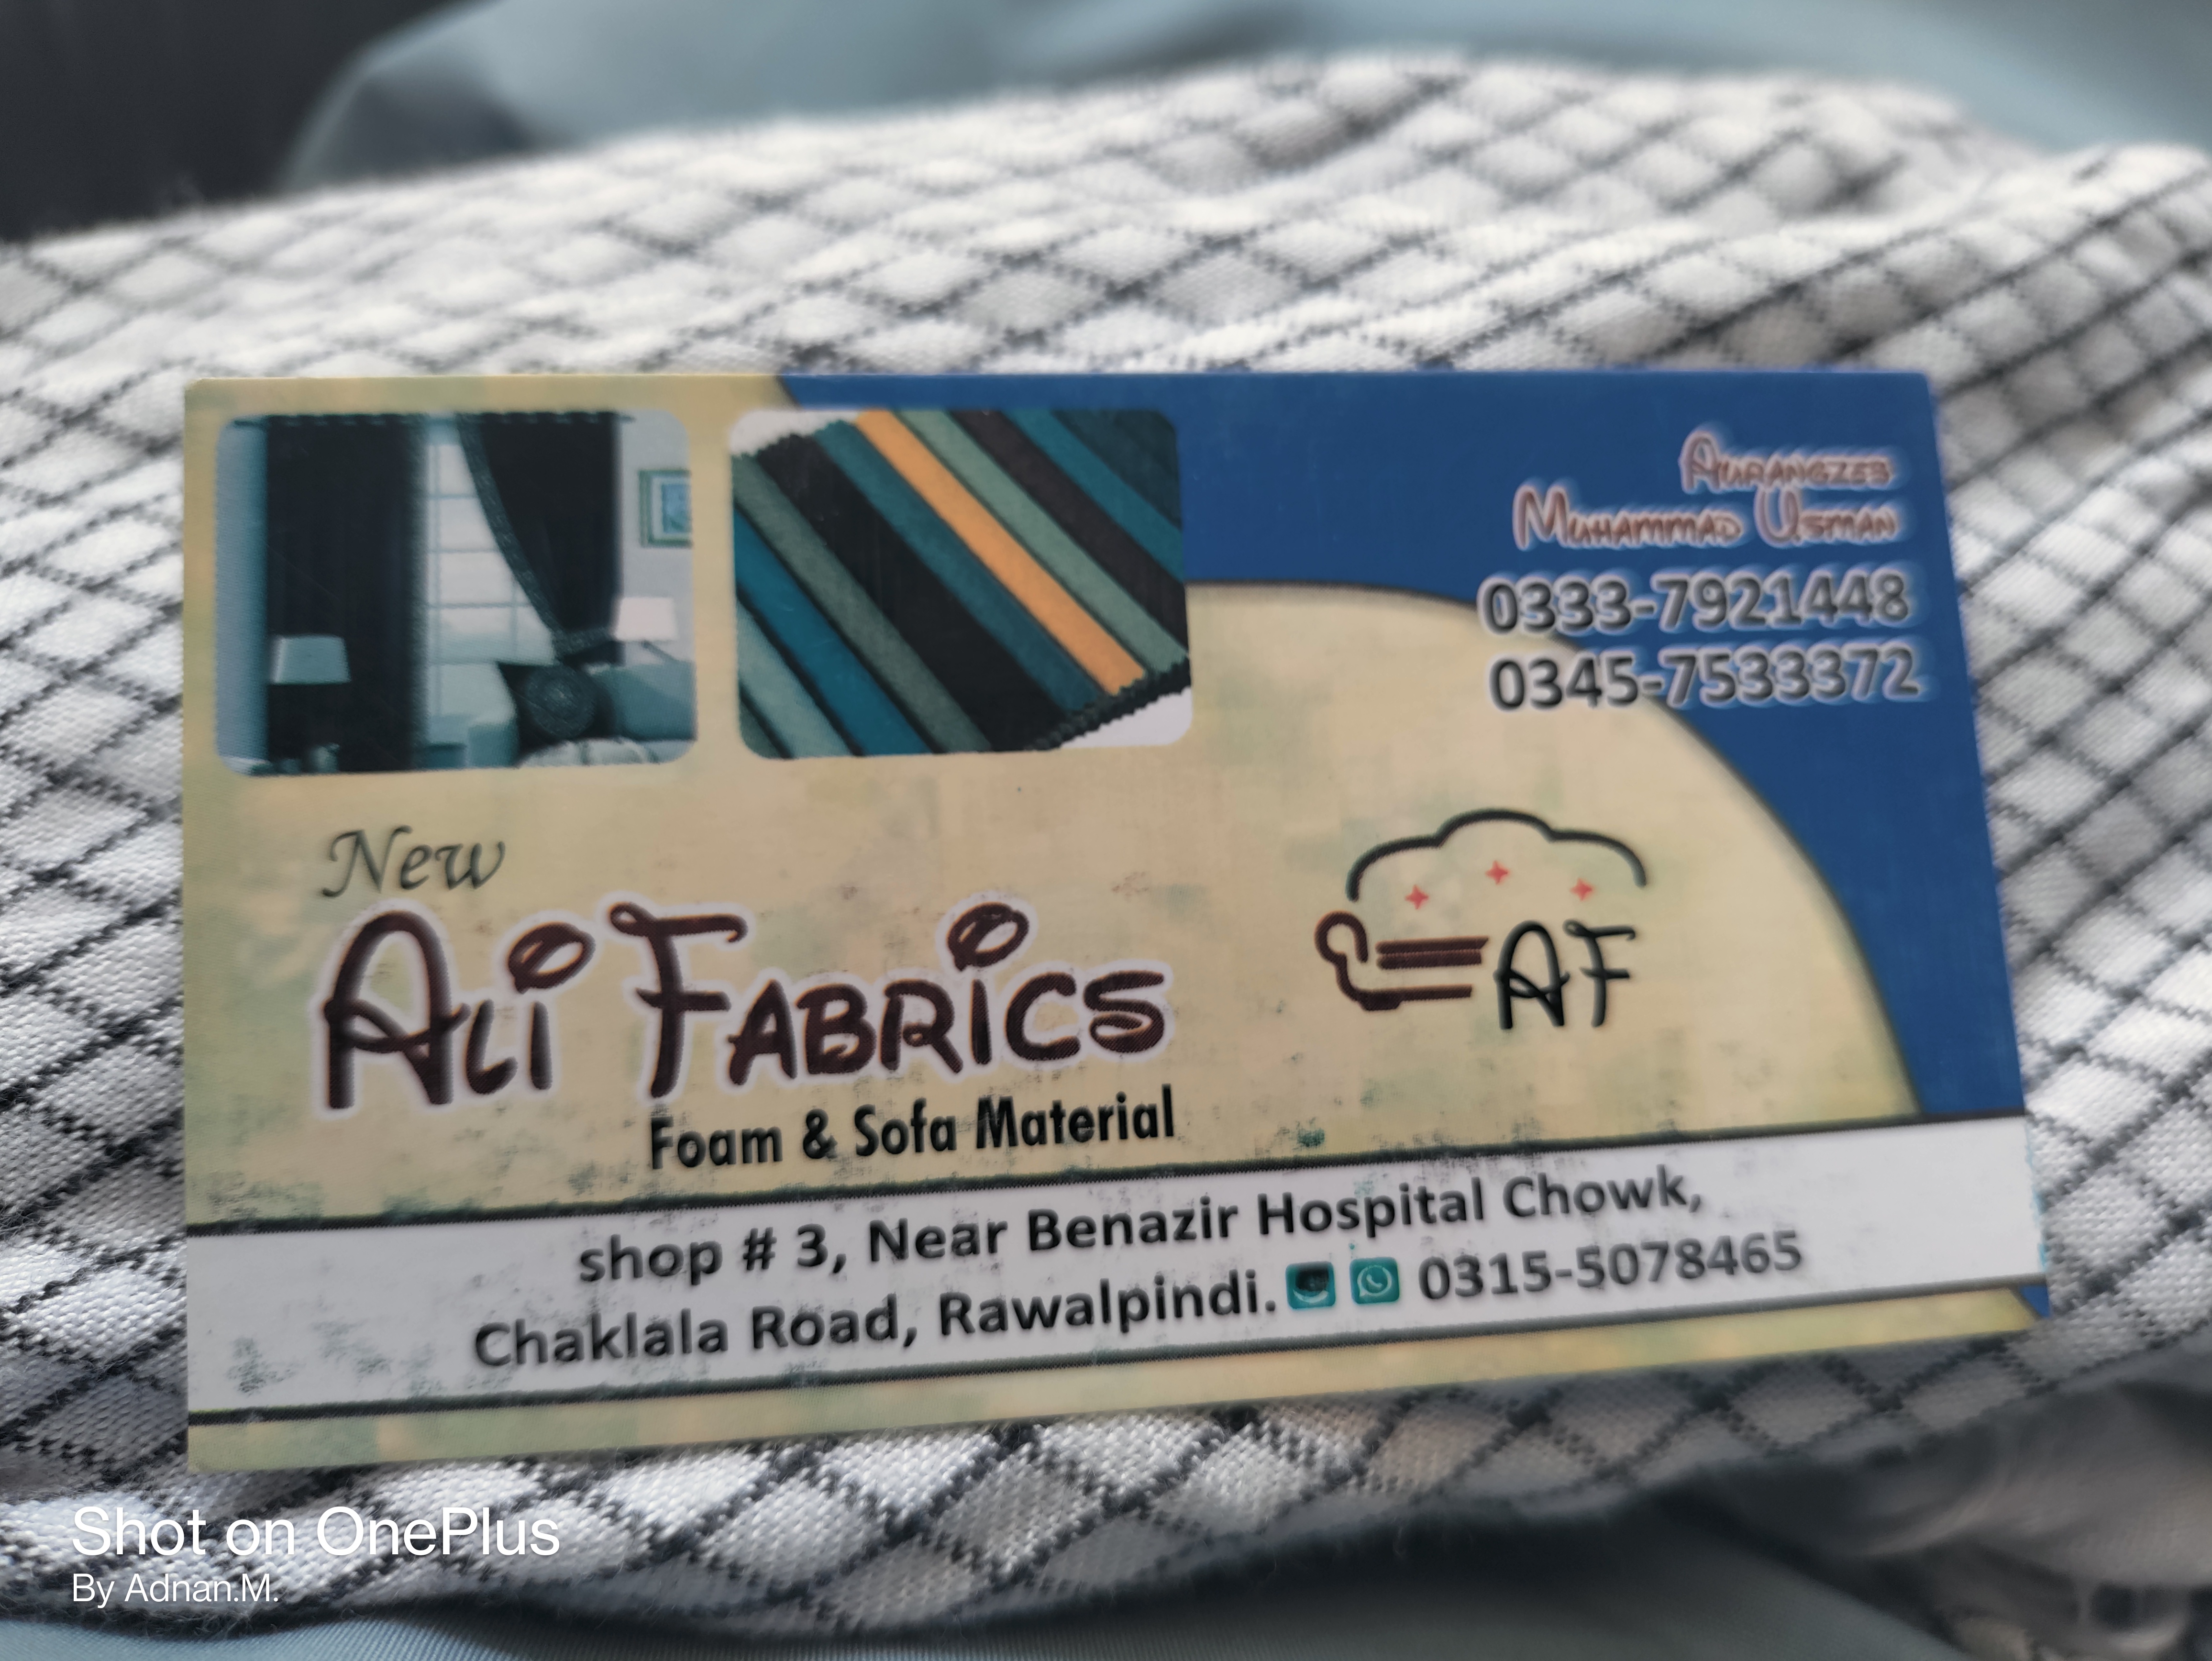 Aurangzeb
Muhammad Usman
0333-7921448
0345-7533372
New
Ali Fabrics
Foam & Sofa Material
AF
shop # 3, Near Benazir Hospital Chowk,
Chaklala Road, Rawalpindi. 0315-5078465
Shot on OnePlus
By Adnan.M.